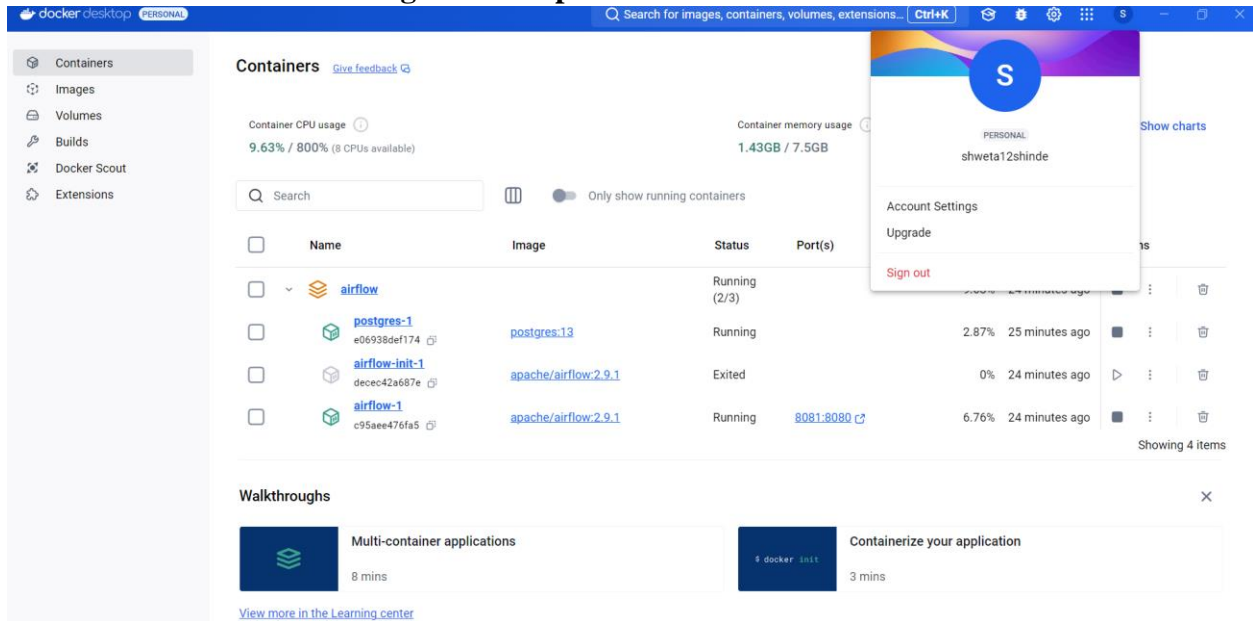 docker desktop PERSONAL
Search for images, containers, volumes, extensions... Ctrl+K
S
Containers
Images
Volumes
Builds
Docker Scout
Extensions
Containers Give feedback
Container CPU usage
9.63% / 800% (8 CPUs available)
Container memory usage
1.43GB / 7.5GB
Show charts
S
PERSONAL
shweta12shinde
Account Settings
Upgrade
Sign out
Search
Only show running containers
Name Image Status Port(s)
airflow Running 24 minutes ago
(2/3)
postgres-1
e06938def174 postgres:13 Running 2.87% 25 minutes ago
airflow-init-1
decec42a687e apache/airflow:2.9.1 Exited 0% 24 minutes ago
airflow-1
c95aee476fa5 apache/airflow:2.9.1 Running 8081:8080 6.76% 24 minutes ago
Showing 4 items
Walkthroughs
Multi-container applications
8 mins
$ docker init
Containerize your application
3 mins
View more in the Learning center